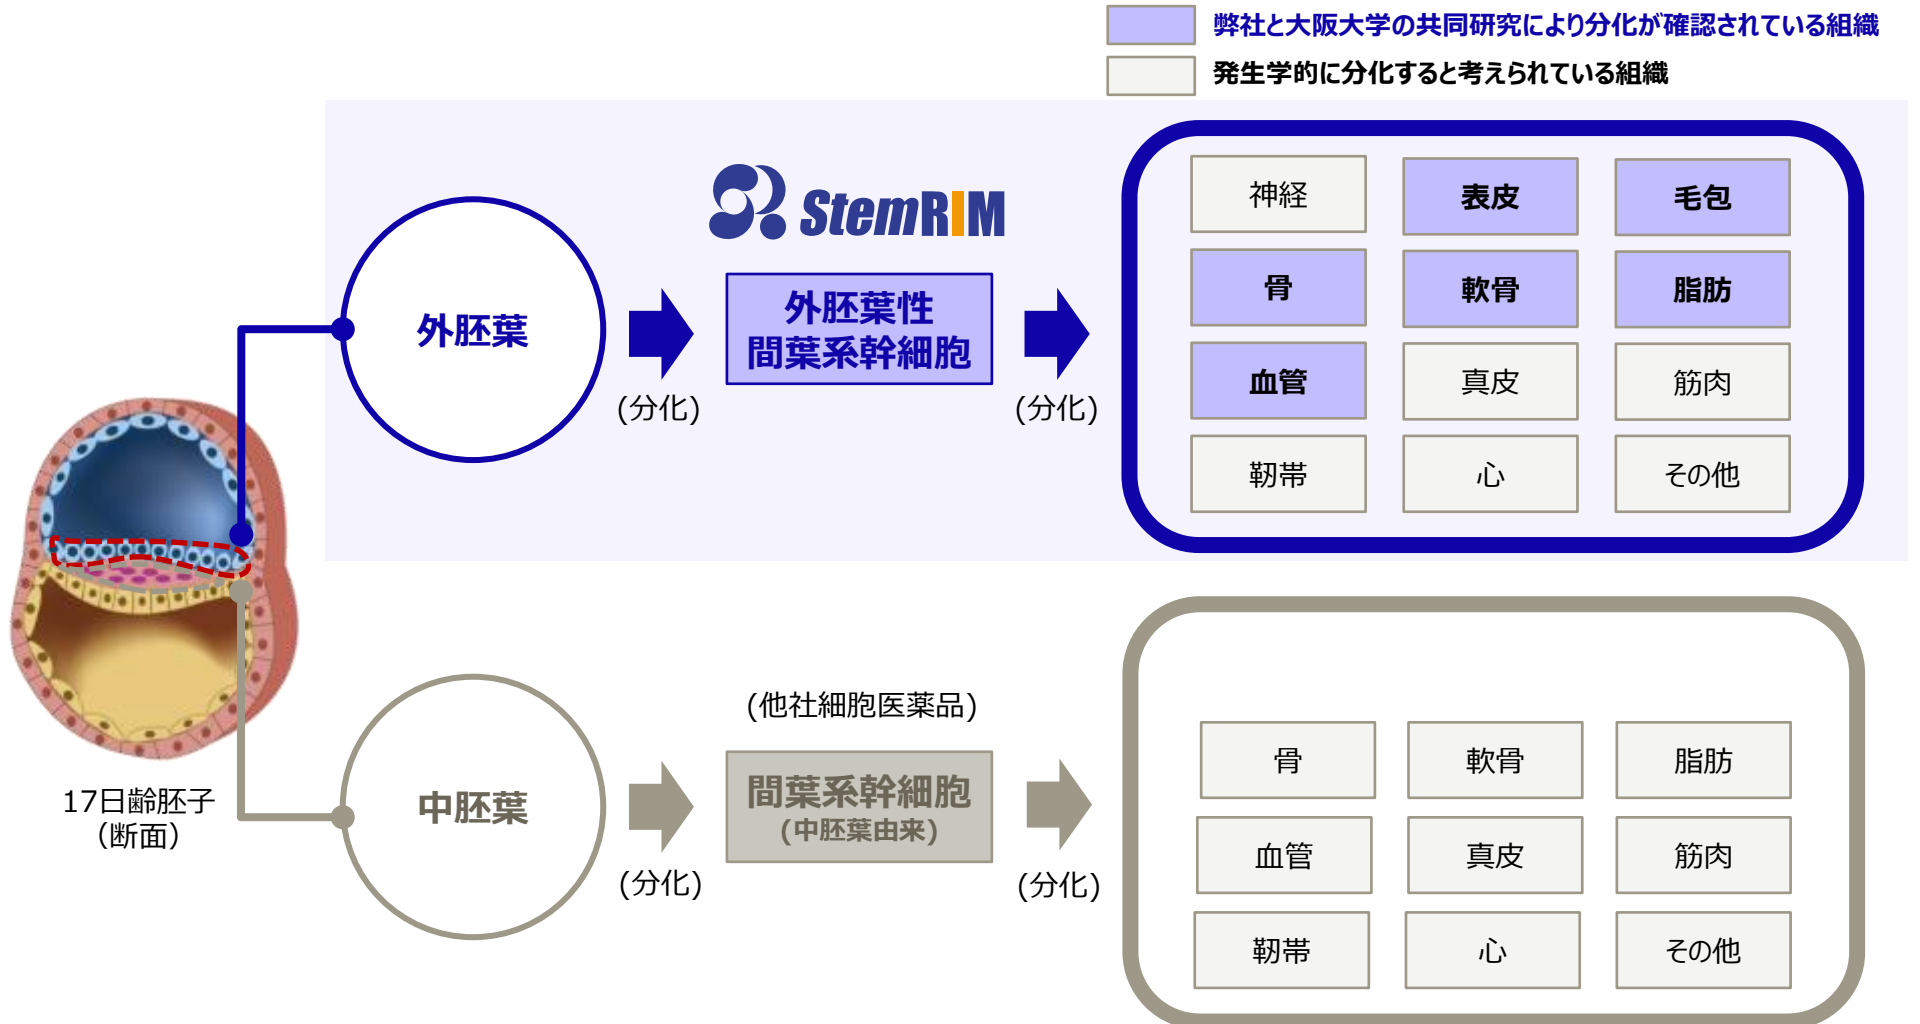 弊社と大阪大学の共同研究により分化が確認されている組織
発生学的に分化すると考えられている組織
StemRIM
外胚葉
(分化)
外胚葉性
間葉系幹細胞
(分化)
神経
表皮
毛包
骨
軟骨
脂肪
血管
真皮
筋肉
靭帯
心
その他
17日齢胚子
(断面)
中胚葉
(分化)
(他社細胞医薬品)
間葉系幹細胞
(中胚葉由来)
(分化)
骨
軟骨
脂肪
血管
真皮
筋肉
靭帯
心
その他